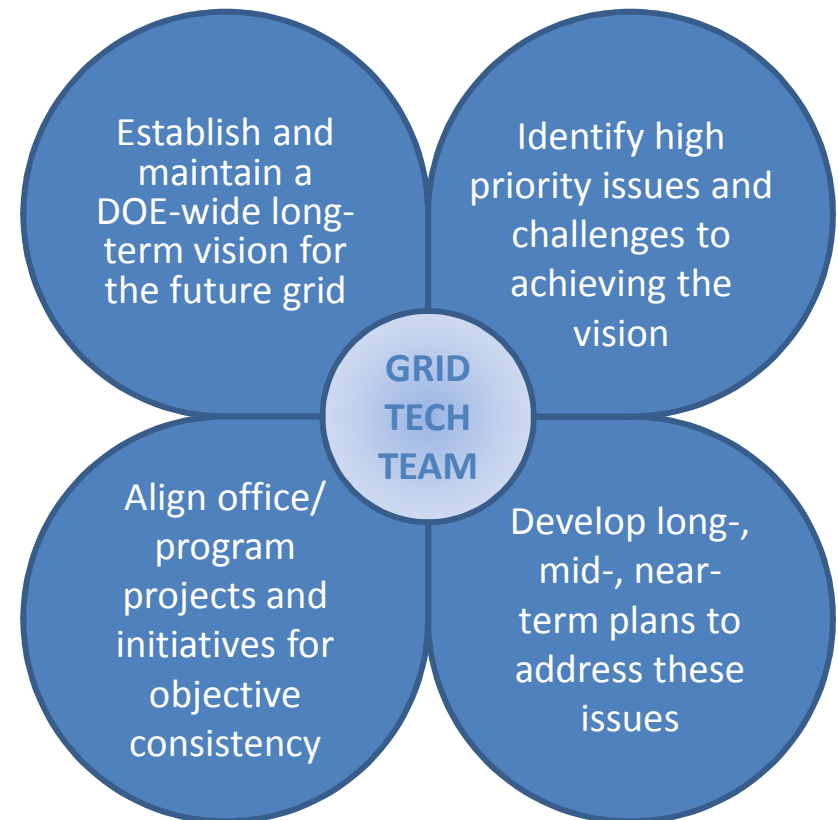 Establish and
maintain a
DOE-wide long-
term vision for
the future grid
Identify high
priority issues and
challenges to
achieving the
vision
GRID
TECH
TEAM
Align office/
program
projects and
initiatives for
objective
consistency
Develop long-,
mid-, near-
term plans to
address these
issues